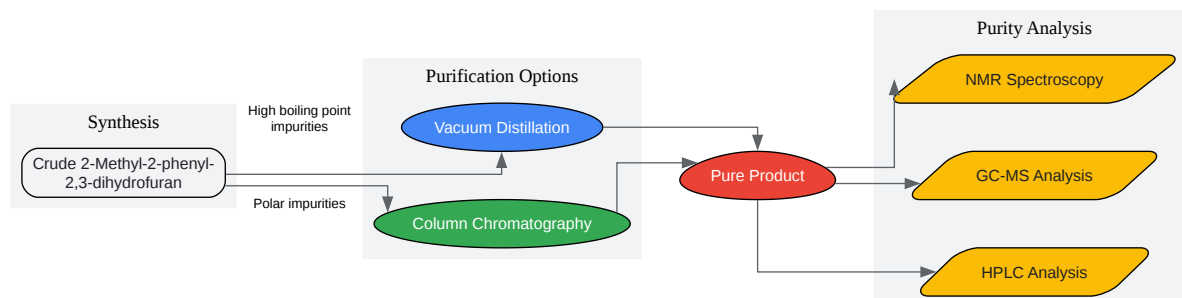 Synthesis
Crude 2-Methyl-2-phenyl-
2,3-dihydrofuran
High boiling point
impurities
Polar impurities
Purification Options
Vacuum Distillation
Column Chromatography
Pure Product
Purity Analysis
NMR Spectroscopy
GC-MS Analysis
HPLC Analysis